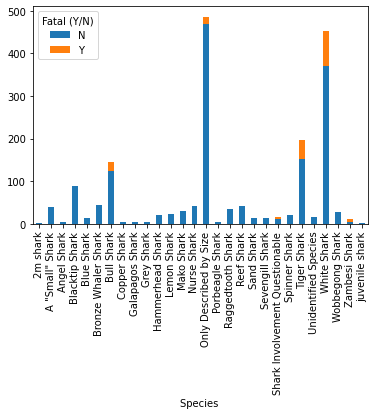 Fatal (Y/N)
N
Y
500
400
300
200
100
0
2m shark
A "Small" Shark
Angel Shark
Blacktip Shark
Blue Shark
Bronze Whaler Shark
Bull Shark
Copper Shark
Galapagos Shark
Grey Shark
Hammerhead Shark
Lemon Shark
Mako Shark
Nurse Shark
Only Described by Size
Porbeagle Shark
Raggedtooth Shark
Reef Shark
Sand Shark
Sevengill Shark
Shark Involvement Questionable
Spinner Shark
Tiger Shark
Unidentified Species
White Shark
Wobbegong Shark
Zambesi Shark
juvenile shark
Species